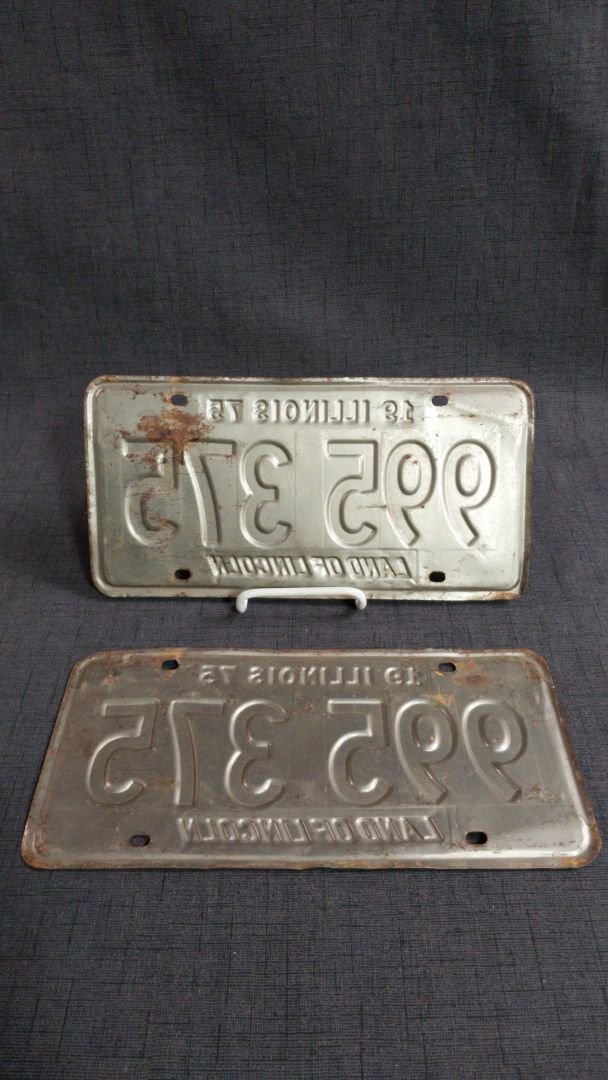 19 ILLINOIS 75
995 375
LAND OF LINCOLN
19 ILLINOIS 75
995 375
LAND OF LINCOLN